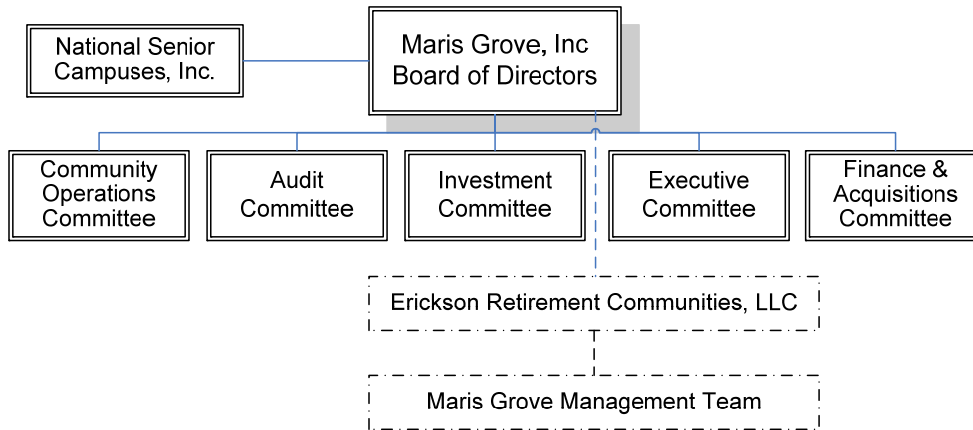 National Senior
Campuses, Inc.
Maris Grove, Inc
Board of Directors
Community
Operations
Committee
Audit
Committee
Investment
Committee
Executive
Committee
Finance &
Acquisitions
Committee
Erickson Retirement Communities, LLC
Maris Grove Management Team